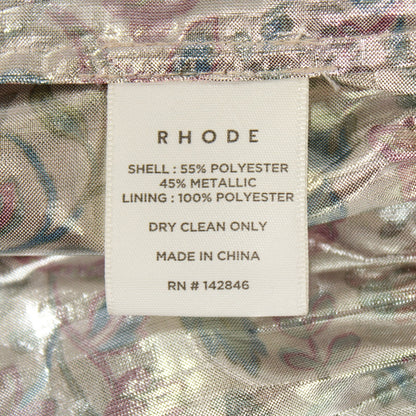 RHODE
SHELL : 55% POLYESTER
45% METALLIC
LINING : 100% POLYESTER
DRY CLEAN ONLY
MADE IN CHINA
RN # 142846